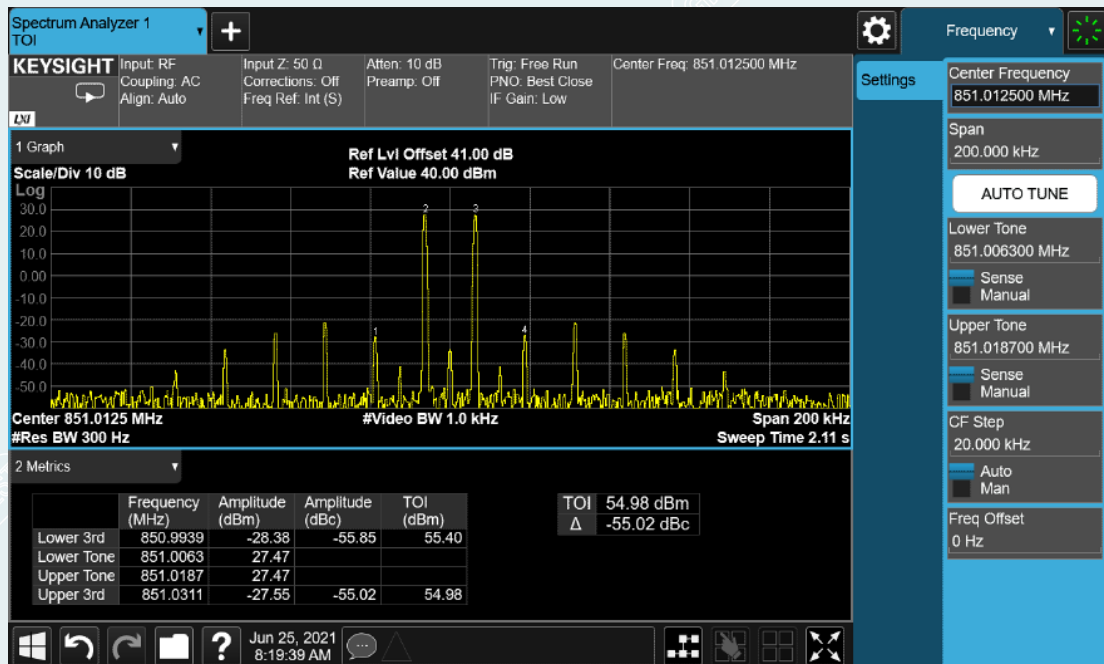 Spectrum Analyzer 1
TOI
+
Frequency
KEYSIGHT
LXI
Input: RF
Coupling: AC
Align: Auto
Input Z: 50 Ω
Corrections: Off
Freq Ref: Int (S)
Atten: 10 dB
Preamp: Off
Trig: Free Run
PNO: Best Close
IF Gain: Low
Center Freq: 851.012500 MHz
Settings
Center Frequency
851.012500 MHz
Span
200.000 kHz
AUTO TUNE
Lower Tone
851.006300 MHz
Sense
Manual
Upper Tone
851.018700 MHz
Sense
Manual
CF Step
20.000 kHz
Auto
Man
Freq Offset
0 Hz
1 Graph
Scale/Div 10 dB
Ref Lvl Offset 41.00 dB
Ref Value 40.00 dBm
Log
30.0
20.0
10.0
0.00
-10.0
-20.0
-30.0
-40.0
-50.0
1
2
3
4
Center 851.0125 MHz
#Video BW 1.0 kHz
Span 200 kHz
#Res BW 300 Hz
Sweep Time 2.11 s
2 Metrics
Frequency (MHz) Amplitude (dBm) Amplitude (dBc) TOI (dBm)
Lower 3rd 850.9939 -28.38 -55.85 55.40
Lower Tone 851.0063 27.47
Upper Tone 851.0187 27.47
Upper 3rd 851.0311 -27.55 -55.02 54.98
TOI 54.98 dBm
Δ -55.02 dBc
?
Jun 25, 2021
8:19:39 AM